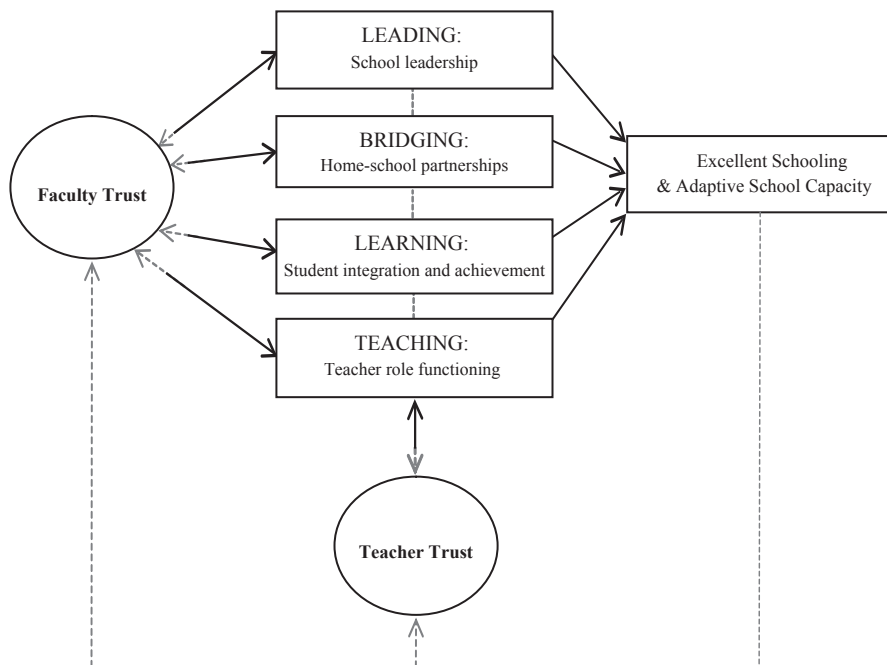 LEADING:
School leadership
BRIDGING:
Home-school partnerships
Excellent Schooling
& Adaptive School Capacity
Faculty Trust
LEARNING:
Student integration and achievement
TEACHING:
Teacher role functioning
Teacher Trust